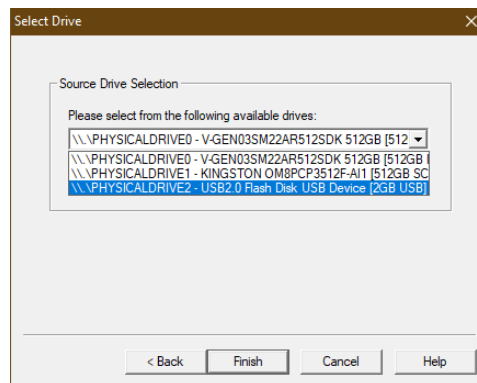 Select Drive
Source Drive Selection
Please select from the following available drives:
\\.\PHYSICALDRIVE0 - V-GEN03SM22AR512SDK 512GB [512
\\.\PHYSICALDRIVE0 - V-GEN03SM22AR512SDK 512GB [512GB
\\.\PHYSICALDRIVE1 - KINGSTON OM8PCP3512F-AI1 [512GB SC
\\.\PHYSICALDRIVE2 - USB2.0 Flash Disk USB Device [2GB USB]
< Back Finish Cancel Help